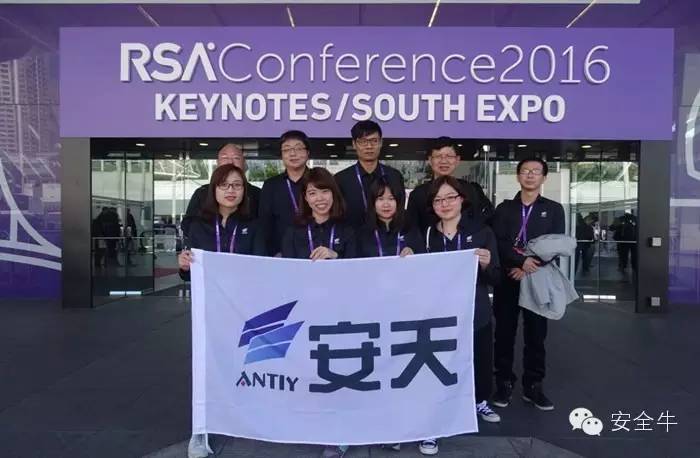 RSAConference2016
KEYNOTES/SOUTH EXPO
ANTIY 安天
安全牛